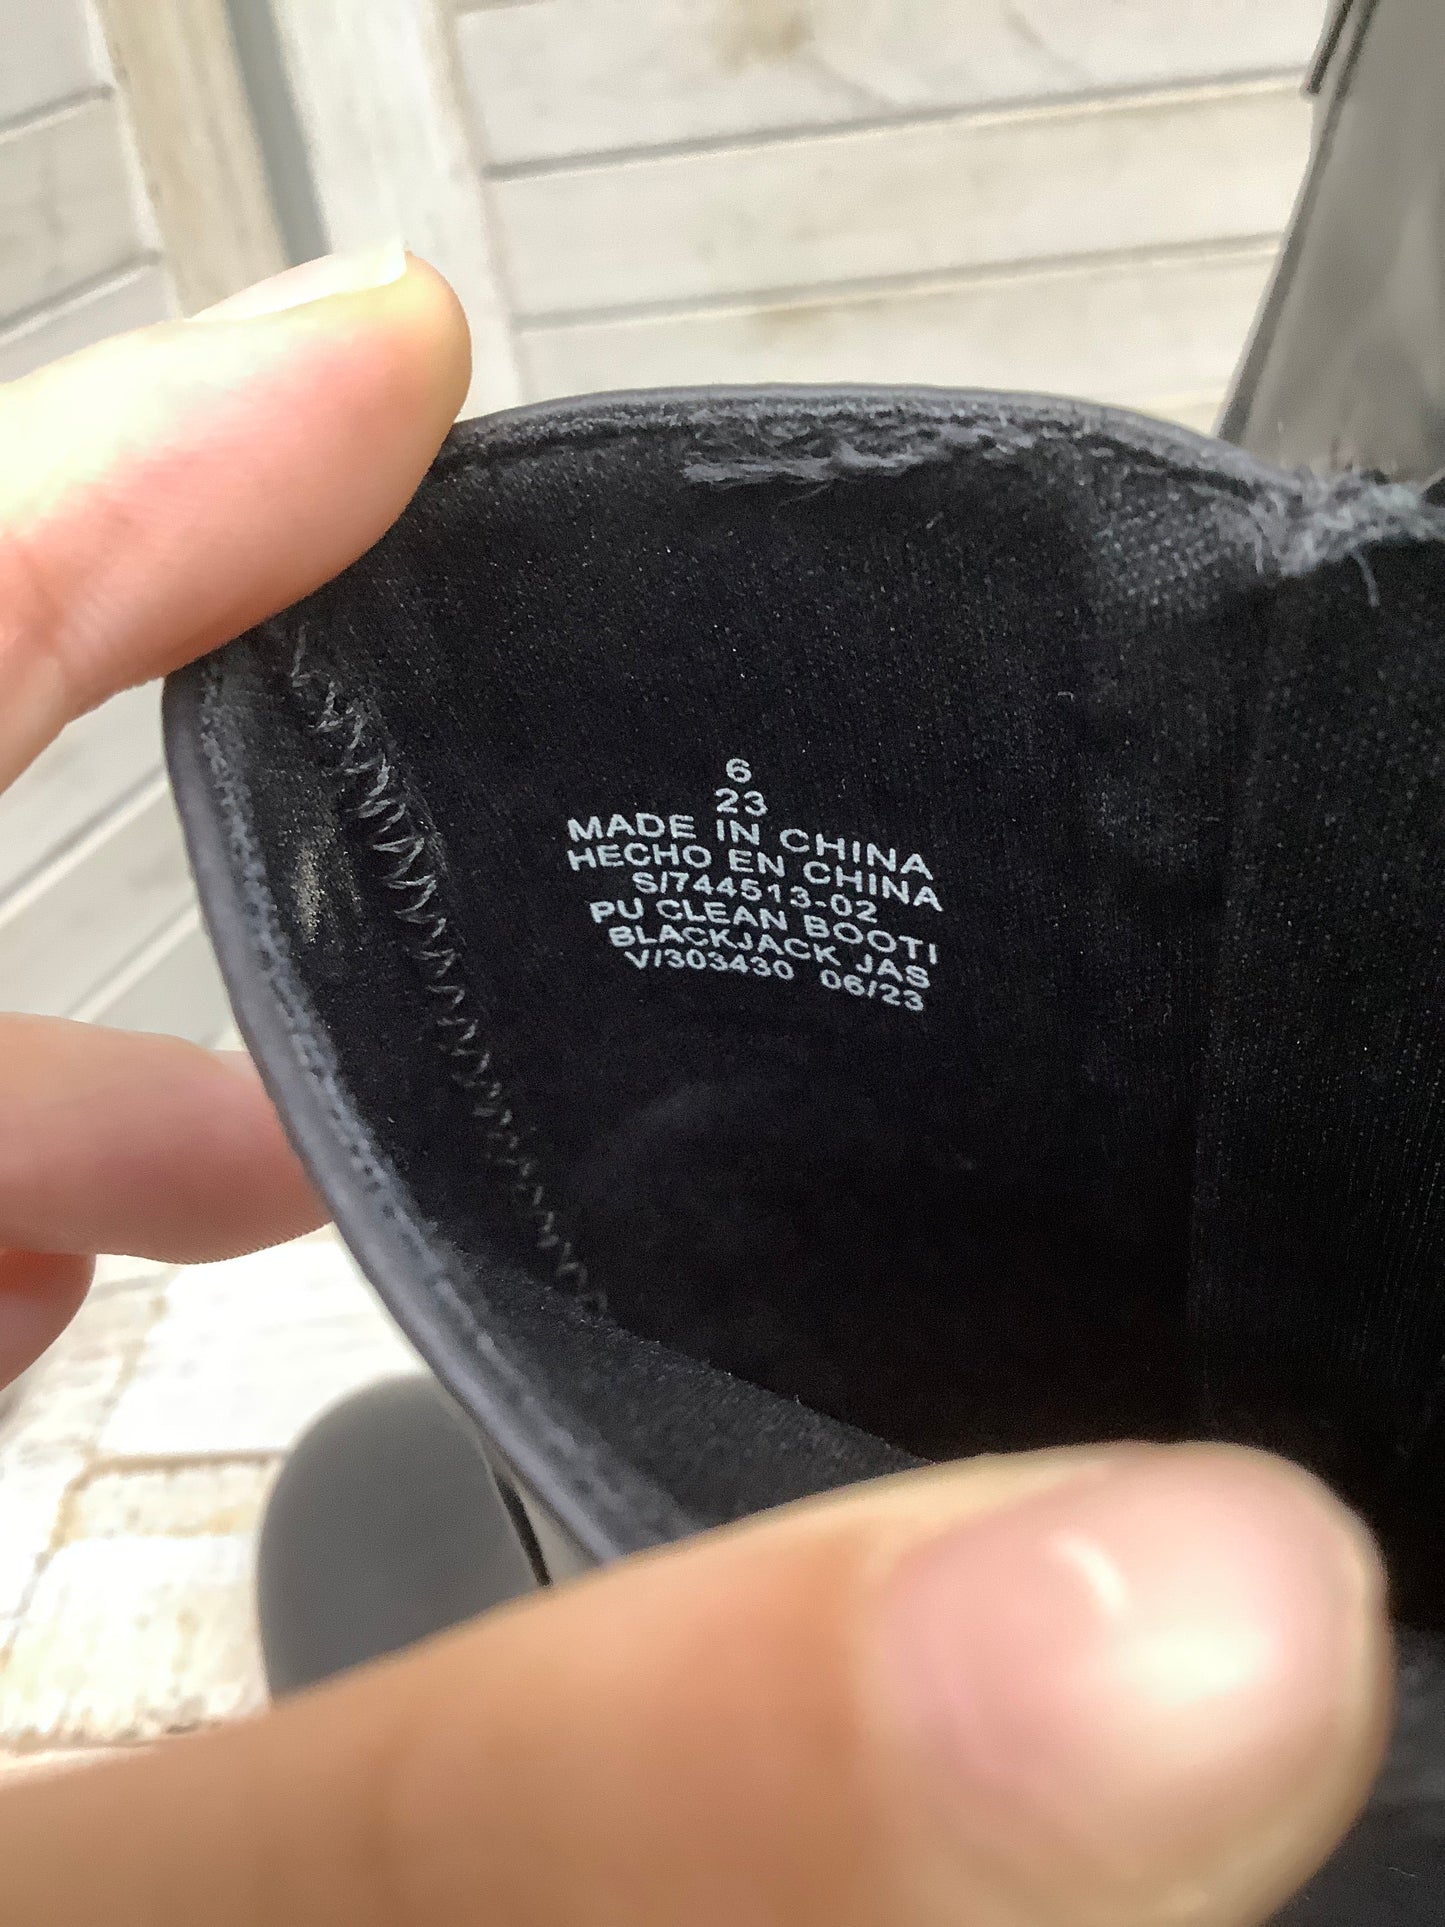 6
23
MADE IN CHINA
HECHO EN CHINA
S/744513-02
PU CLEAN BOOTI
BLACKJACK JAS
V/303430 06/23